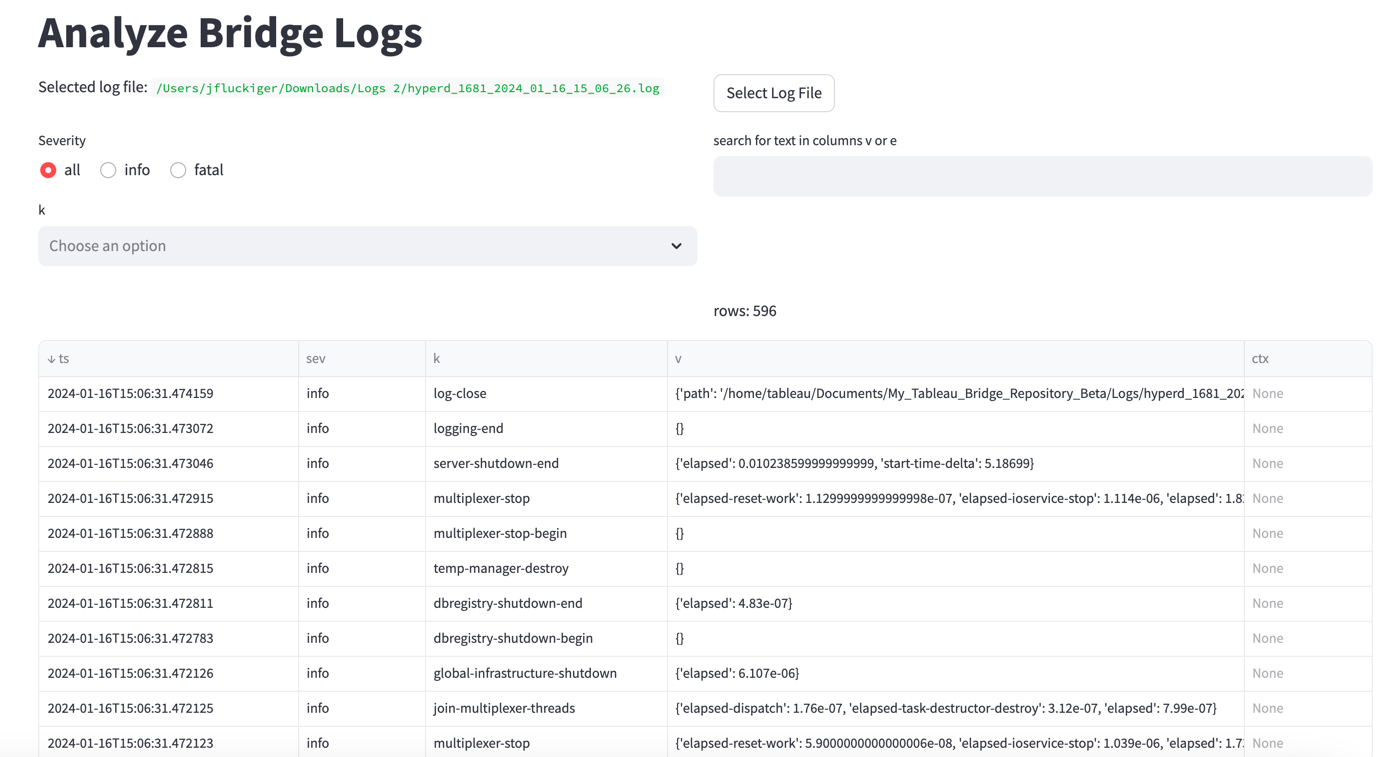 Analyze Bridge Logs
Selected log file: /Users/jfluckiger/Downloads/Logs 2/hyperd_1681_2024_01_16_15_06_26.log
Select Log File
Severity
all info fatal
search for text in columns v or e
k
Choose an option
rows: 596
↓ ts sev k v ctx
2024-01-16T15:06:31.474159 info log-close {'path': '/home/tableau/Documents/My_Tableau_Bridge_Repository_Beta/Logs/hyperd_1681_202 None
2024-01-16T15:06:31.473072 info logging-end {} None
2024-01-16T15:06:31.473046 info server-shutdown-end {'elapsed': 0.010238599999999999, 'start-time-delta': 5.18699} None
2024-01-16T15:06:31.472915 info multiplexer-stop {'elapsed-reset-work': 1.1299999999999998e-07, 'elapsed-ioservice-stop': 1.114e-06, 'elapsed': 1.8 None
2024-01-16T15:06:31.472888 info multiplexer-stop-begin {} None
2024-01-16T15:06:31.472815 info temp-manager-destroy {} None
2024-01-16T15:06:31.472811 info dbregistry-shutdown-end {'elapsed': 4.83e-07} None
2024-01-16T15:06:31.472783 info dbregistry-shutdown-begin {} None
2024-01-16T15:06:31.472126 info global-infrastructure-shutdown {'elapsed': 6.107e-06} None
2024-01-16T15:06:31.472125 info join-multiplexer-threads {'elapsed-dispatch': 1.76e-07, 'elapsed-task-destructor-destroy': 3.12e-07, 'elapsed': 7.99e-07} None
2024-01-16T15:06:31.472123 info multiplexer-stop {'elapsed-reset-work': 5.9000000000000006e-08, 'elapsed-ioservice-stop': 1.039e-06, 'elapsed': 1.7 None